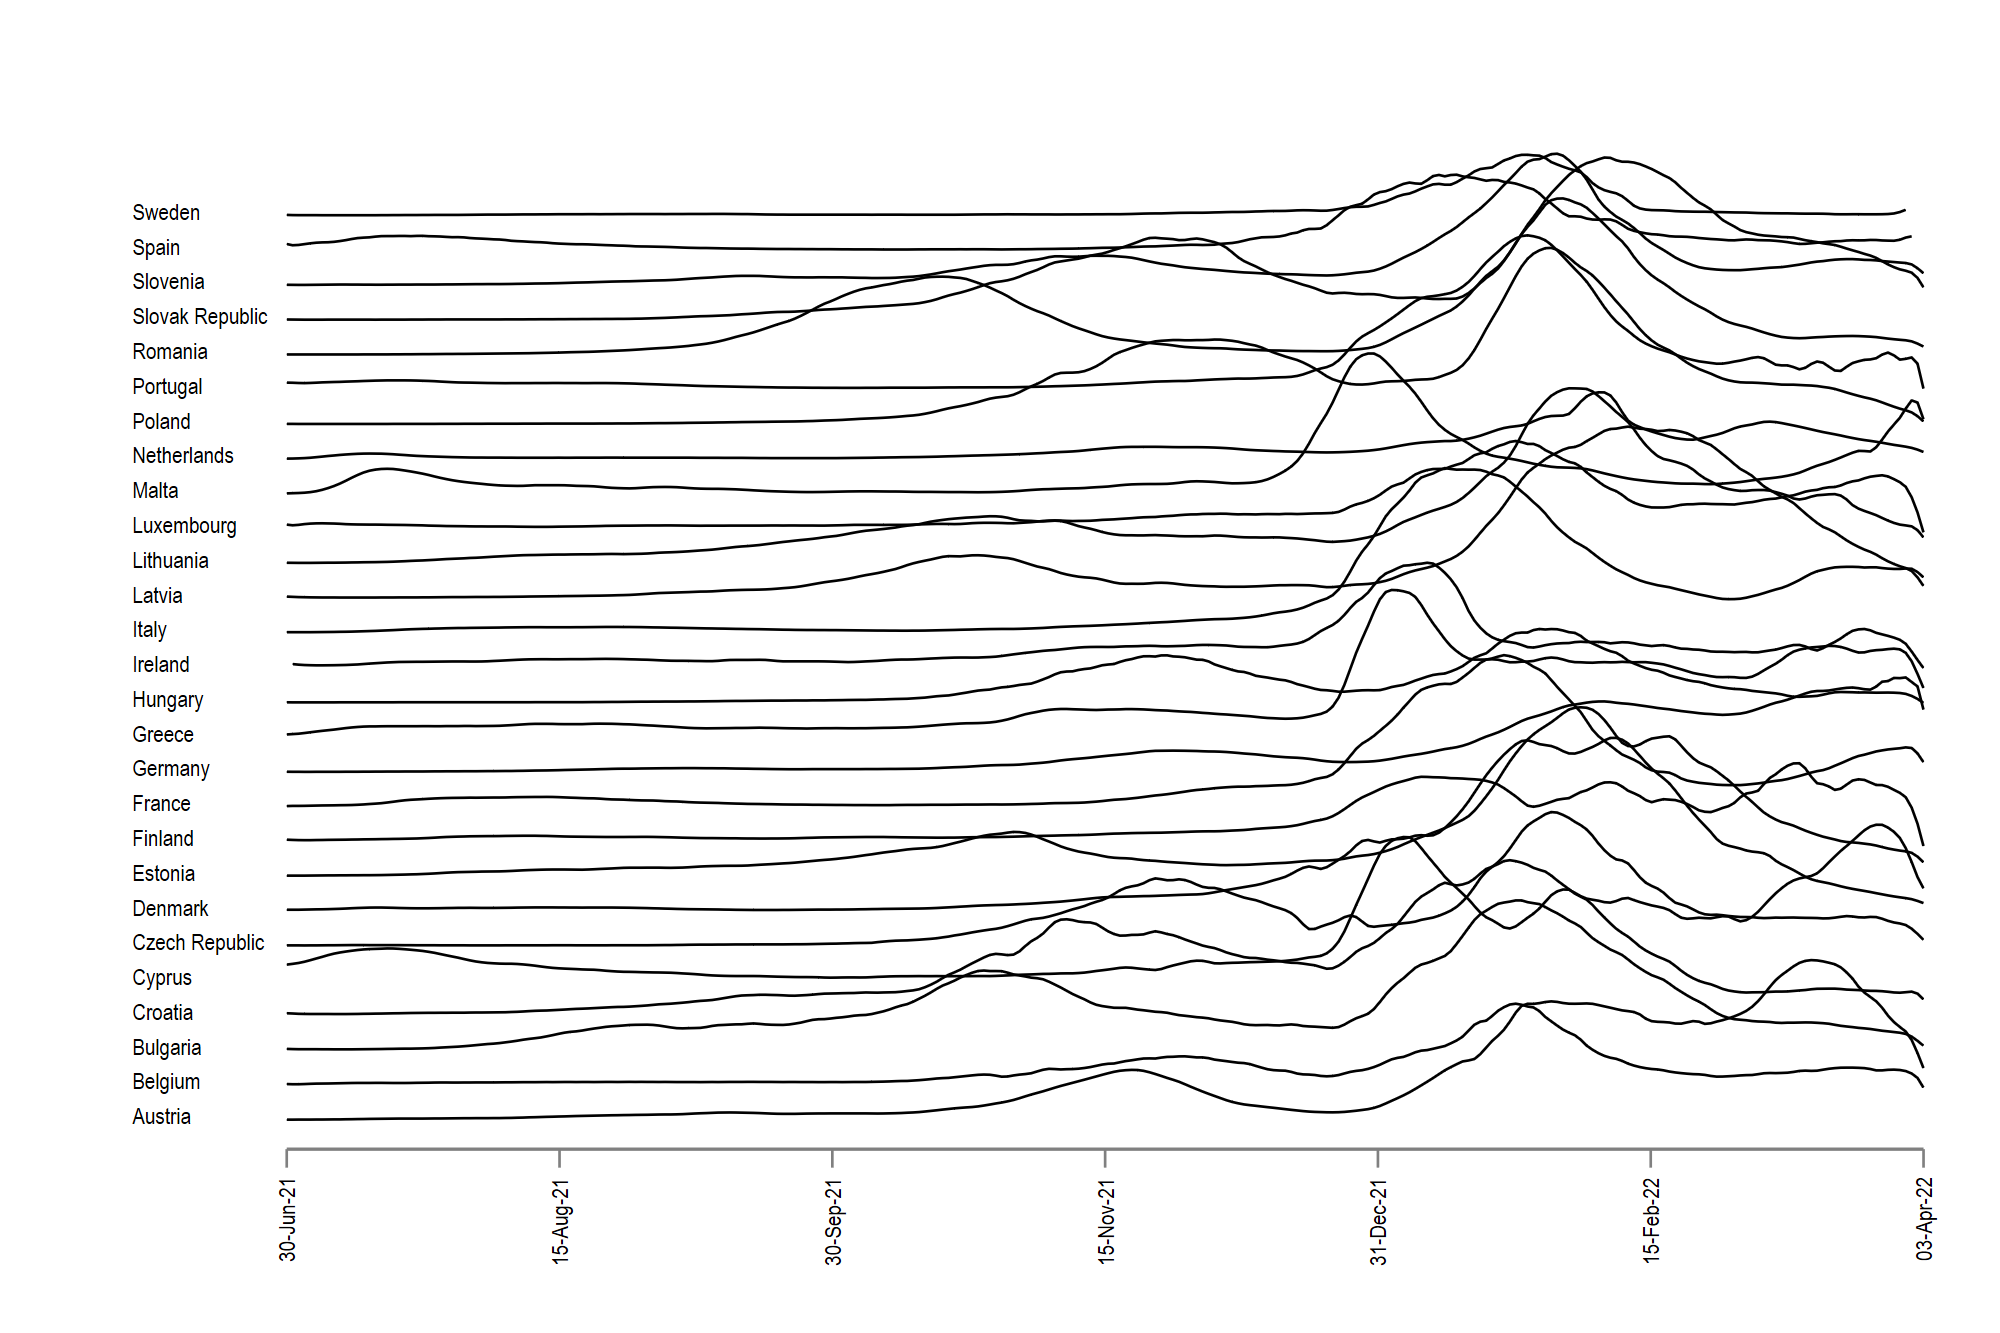 Sweden
Spain
Slovenia
Slovak Republic
Romania
Portugal
Poland
Netherlands
Malta
Luxembourg
Lithuania
Latvia
Italy
Ireland
Hungary
Greece
Germany
France
Finland
Estonia
Denmark
Czech Republic
Cyprus
Croatia
Bulgaria
Belgium
Austria
30-Jun-21
15-Aug-21
30-Sep-21
15-Nov-21
31-Dec-21
15-Feb-22
03-Apr-22